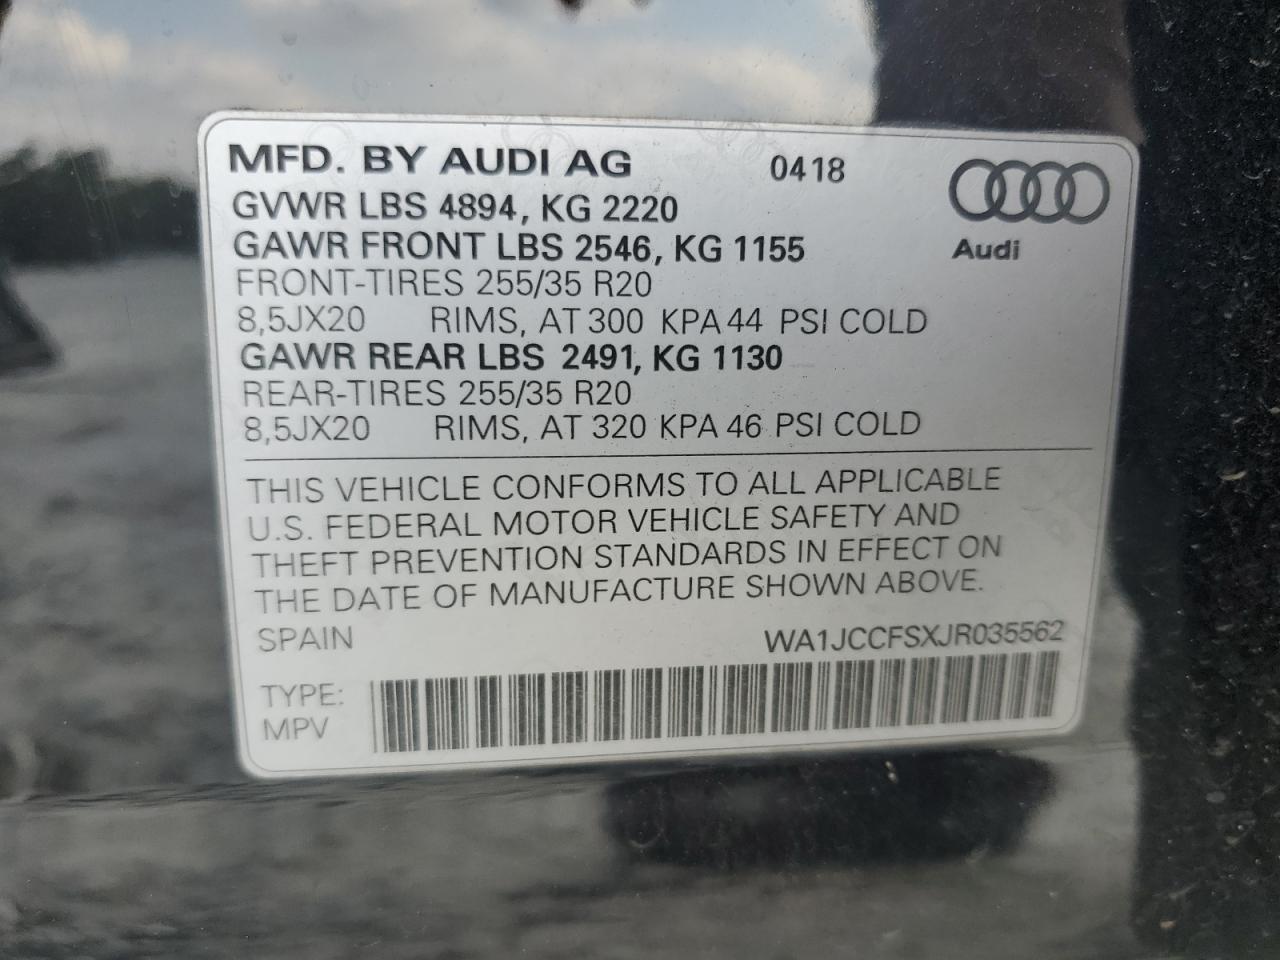 MFD. BY AUDI AG 0418
GVWR LBS 4894, KG 2220
GAWR FRONT LBS 2546, KG 1155
Audi
FRONT-TIRES 255/35 R20
8,5JX20 RIMS, AT 300 KPA 44 PSI COLD
GAWR REAR LBS 2491, KG 1130
REAR-TIRES 255/35 R20
8,5JX20 RIMS, AT 320 KPA 46 PSI COLD
THIS VEHICLE CONFORMS TO ALL APPLICABLE
U.S. FEDERAL MOTOR VEHICLE SAFETY AND
THEFT PREVENTION STANDARDS IN EFFECT ON
THE DATE OF MANUFACTURE SHOWN ABOVE.
SPAIN WA1JCCFSXJR035562
TYPE:
MPV